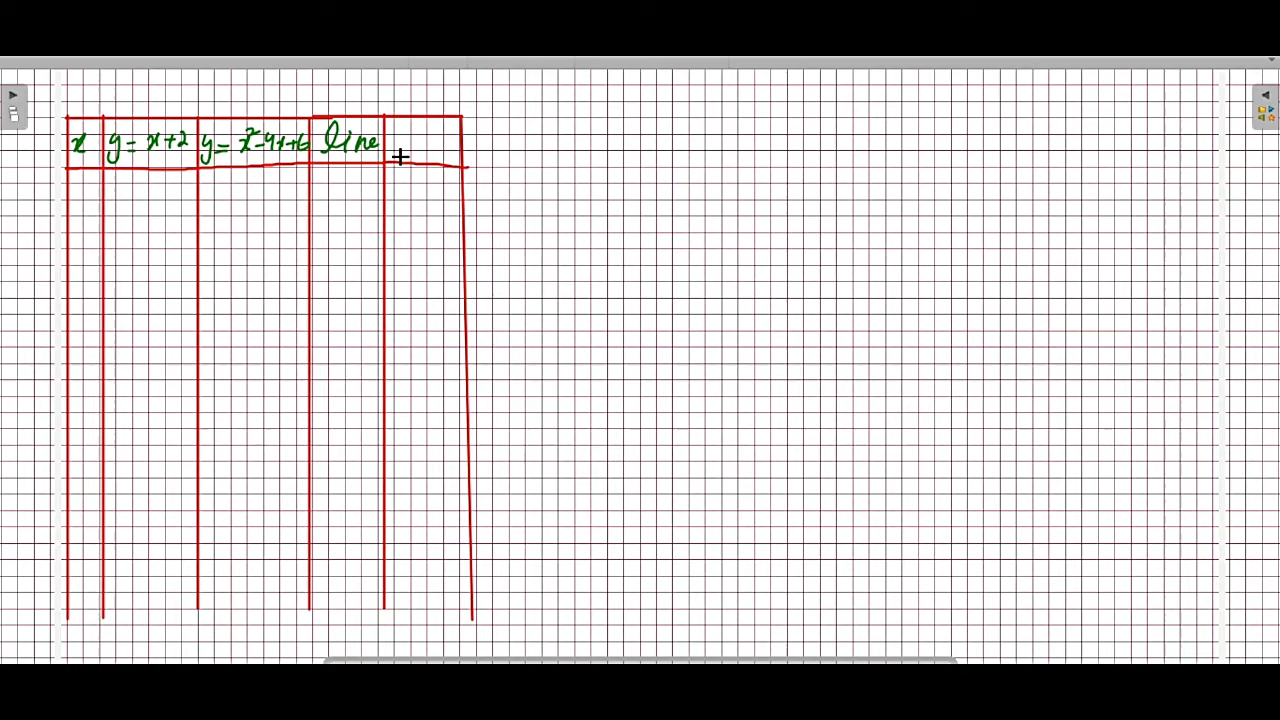 x y = x+2 y = x²-4x+6 line